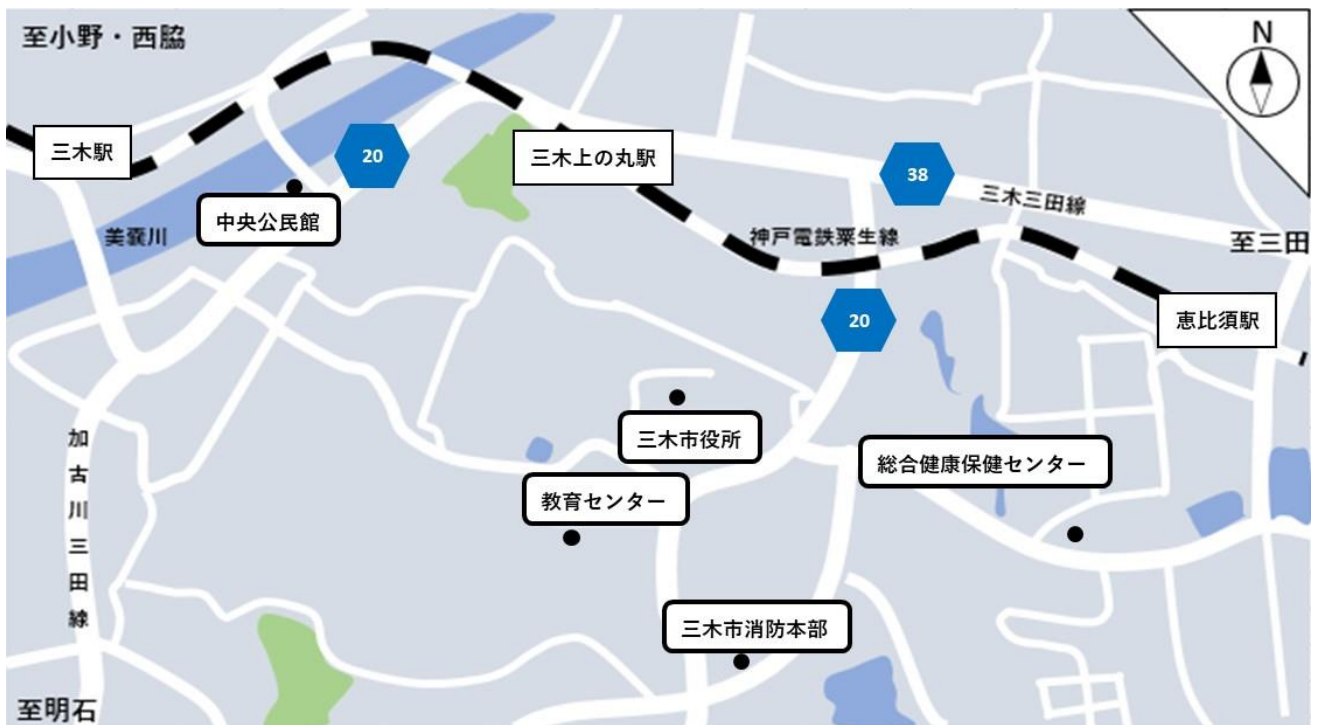 至小野・西脇
N
三木駅
20
三木上の丸駅
38
三木三田線
中央公民館
美嚢川
神戸電鉄粟生線
至三田
20
恵比須駅
三木市役所
加古川三田線
総合健康保健センター
教育センター
三木市消防本部
至明石